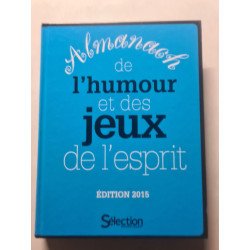 Almanach
de
l'humour
et des
jeux
de l'esprit
ÉDITION 2015
Sélection